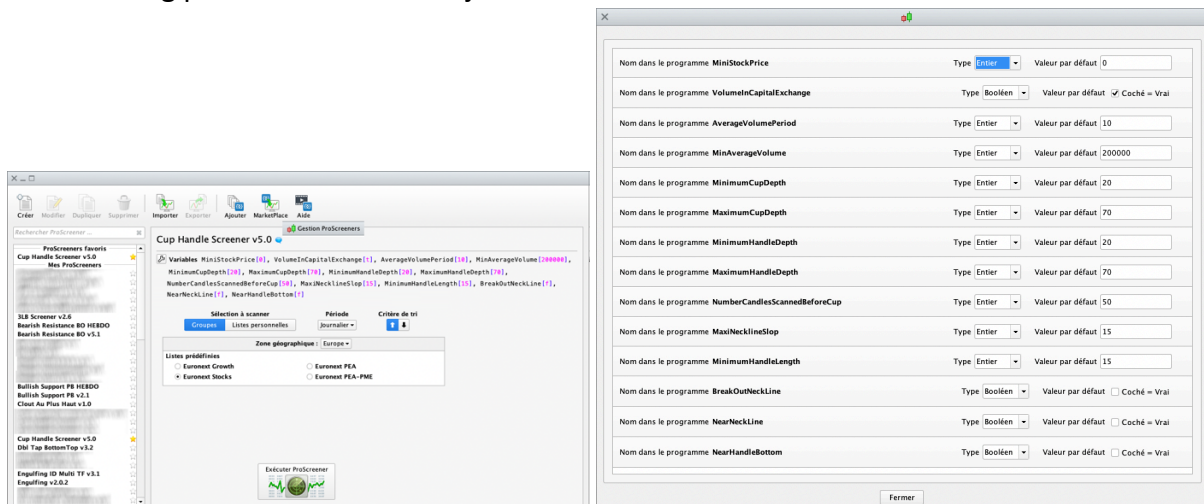 Créer Modifier Dupliquer Supprimer Importer Exporter Ajouter MarketPlace Aide
Rechercher ProScreener ...
Gestion ProScreeners
ProScreeners favoris
Cup Handle Screener v5.0
Mes ProScreeners
3LB Screener v2.6
Bearish Resistance BO HEBDO
Bearish Resistance BO v5.1
Bullish Support PB HEBDO
Bullish Support PB v2.1
Clout Au Plus Haut v1.0
Cup Handle Screener v5.0
Dbl Tap BottomTop v3.2
Engulfing ID Multi TF v3.1
Engulfing v2.0.2
Cup Handle Screener v5.0
Variables MiniStockPrice[0], VolumeInCapitalExchange[t], AverageVolumePeriod[10], MinAverageVolume[200000],
MinimumCupDepth[20], MaximumCupDepth[70], MinimumHandleDepth[20], MaximumHandleDepth[70],
NumberCandlesScannedBeforeCup[50], MaxiNecklineSlop[15], MinimumHandleLength[15], BreakOutNeckLine[f],
NearNeckLine[f], NearHandleBottom[f]
Sélection à scanner Période Critère de tri
Groupes Listes personnelles Journalier
Zone géographique : Europe
Listes prédéfinies
Euronext Growth Euronext PEA
Euronext Stocks Euronext PEA-PME
Exécuter ProScreener
Nom dans le programme MiniStockPrice Type Entier Valeur par défaut 0
Nom dans le programme VolumeInCapitalExchange Type Booléen Valeur par défaut Coché = Vrai
Nom dans le programme AverageVolumePeriod Type Entier Valeur par défaut 10
Nom dans le programme MinAverageVolume Type Entier Valeur par défaut 200000
Nom dans le programme MinimumCupDepth Type Entier Valeur par défaut 20
Nom dans le programme MaximumCupDepth Type Entier Valeur par défaut 70
Nom dans le programme MinimumHandleDepth Type Entier Valeur par défaut 20
Nom dans le programme MaximumHandleDepth Type Entier Valeur par défaut 70
Nom dans le programme NumberCandlesScannedBeforeCup Type Entier Valeur par défaut 50
Nom dans le programme MaxiNecklineSlop Type Entier Valeur par défaut 15
Nom dans le programme MinimumHandleLength Type Entier Valeur par défaut 15
Nom dans le programme BreakOutNeckLine Type Booléen Valeur par défaut Coché = Vrai
Nom dans le programme NearNeckLine Type Booléen Valeur par défaut Coché = Vrai
Nom dans le programme NearHandleBottom Type Booléen Valeur par défaut Coché = Vrai
Fermer